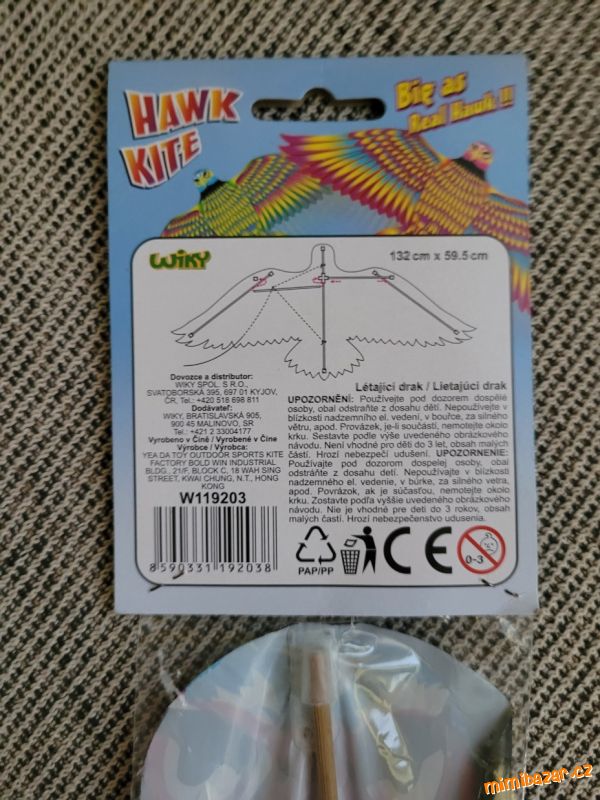 HAWK
KITE
Big as
Real Hawk !!
WiKY
132 cm x 59.5 cm
Dovozce a distributor:
WIKY SPOL. S R.O.,
SVATOBORSKÁ 395, 697 01 KYJOV,
ČR. Tel.: +420 518 698 811
Dodávateľ:
WIKY, BRATISLAVSKÁ 905,
900 45 MALINOVO, SR
Tel.: +421 2 33004177
Vyrobeno v Číně / Vyrobené v Číne
Výrobce / Výrobca:
YEA DA TOY OUTDOOR SPORTS KITE
FACTORY BOLD WIN INDUSTRIAL
BLDG., 21/F, BLOCK C, 18 WAH SING
STREET, KWAI CHUNG, N.T., HONG
KONG
W119203
8 590331 192038
Létající drak / Lietajúci drak
UPOZORNĚNÍ: Používejte pod dozorem dospělé
osoby, obal odstraňte z dosahu dětí. Nepoužívejte v
blízkosti nadzemního el. vedení, v bouřce, za silného
větru, apod. Provázek, je-li součástí, nemotejte okolo
krku. Sestavte podle výše uvedeného obrázkového
návodu. Není vhodné pro děti do 3 let, obsah malých
částí. Hrozí nebezpečí udušení. UPOZORNENIE:
Používajte pod dozorom dospelej osoby, obal
odstráňte z dosahu detí. Nepoužívajte v blízkosti
nadzemného el. vedenie, v búrke, za silného vetra,
apod. Povrázok, ak je súčasťou, nemotajte okolo
krku. Zostavte podľa vyššie uvedeného obrázkového
návodu. Nie je vhodné pre deti do 3 rokov, obsahuje
malých častí. Hrozí nebezpečenstvo udusenia.
PAP/PP
CE
0-3
mimibazar.cz